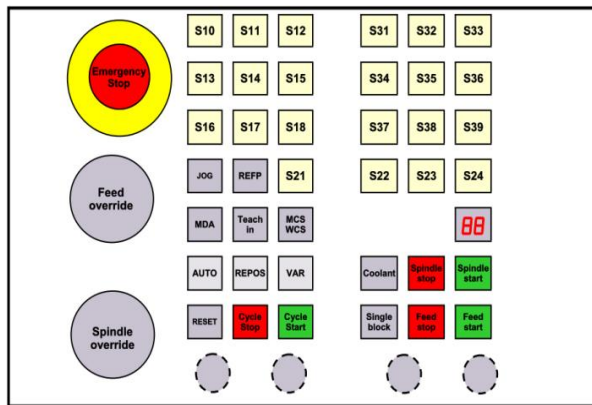 S10 S11 S12 S31 S32 S33
Emergency
Stop
S13 S14 S15 S34 S35 S36
S16 S17 S18 S37 S38 S39
JOG REFP S21 S22 S23 S24
Feed
override
MDA Teach
in MCS
WCS 88
AUTO REPOS VAR Coolant Spindle
stop Spindle
start
Spindle
override
RESET Cycle
Stop Cycle
Start Single
block Feed
stop Feed
start